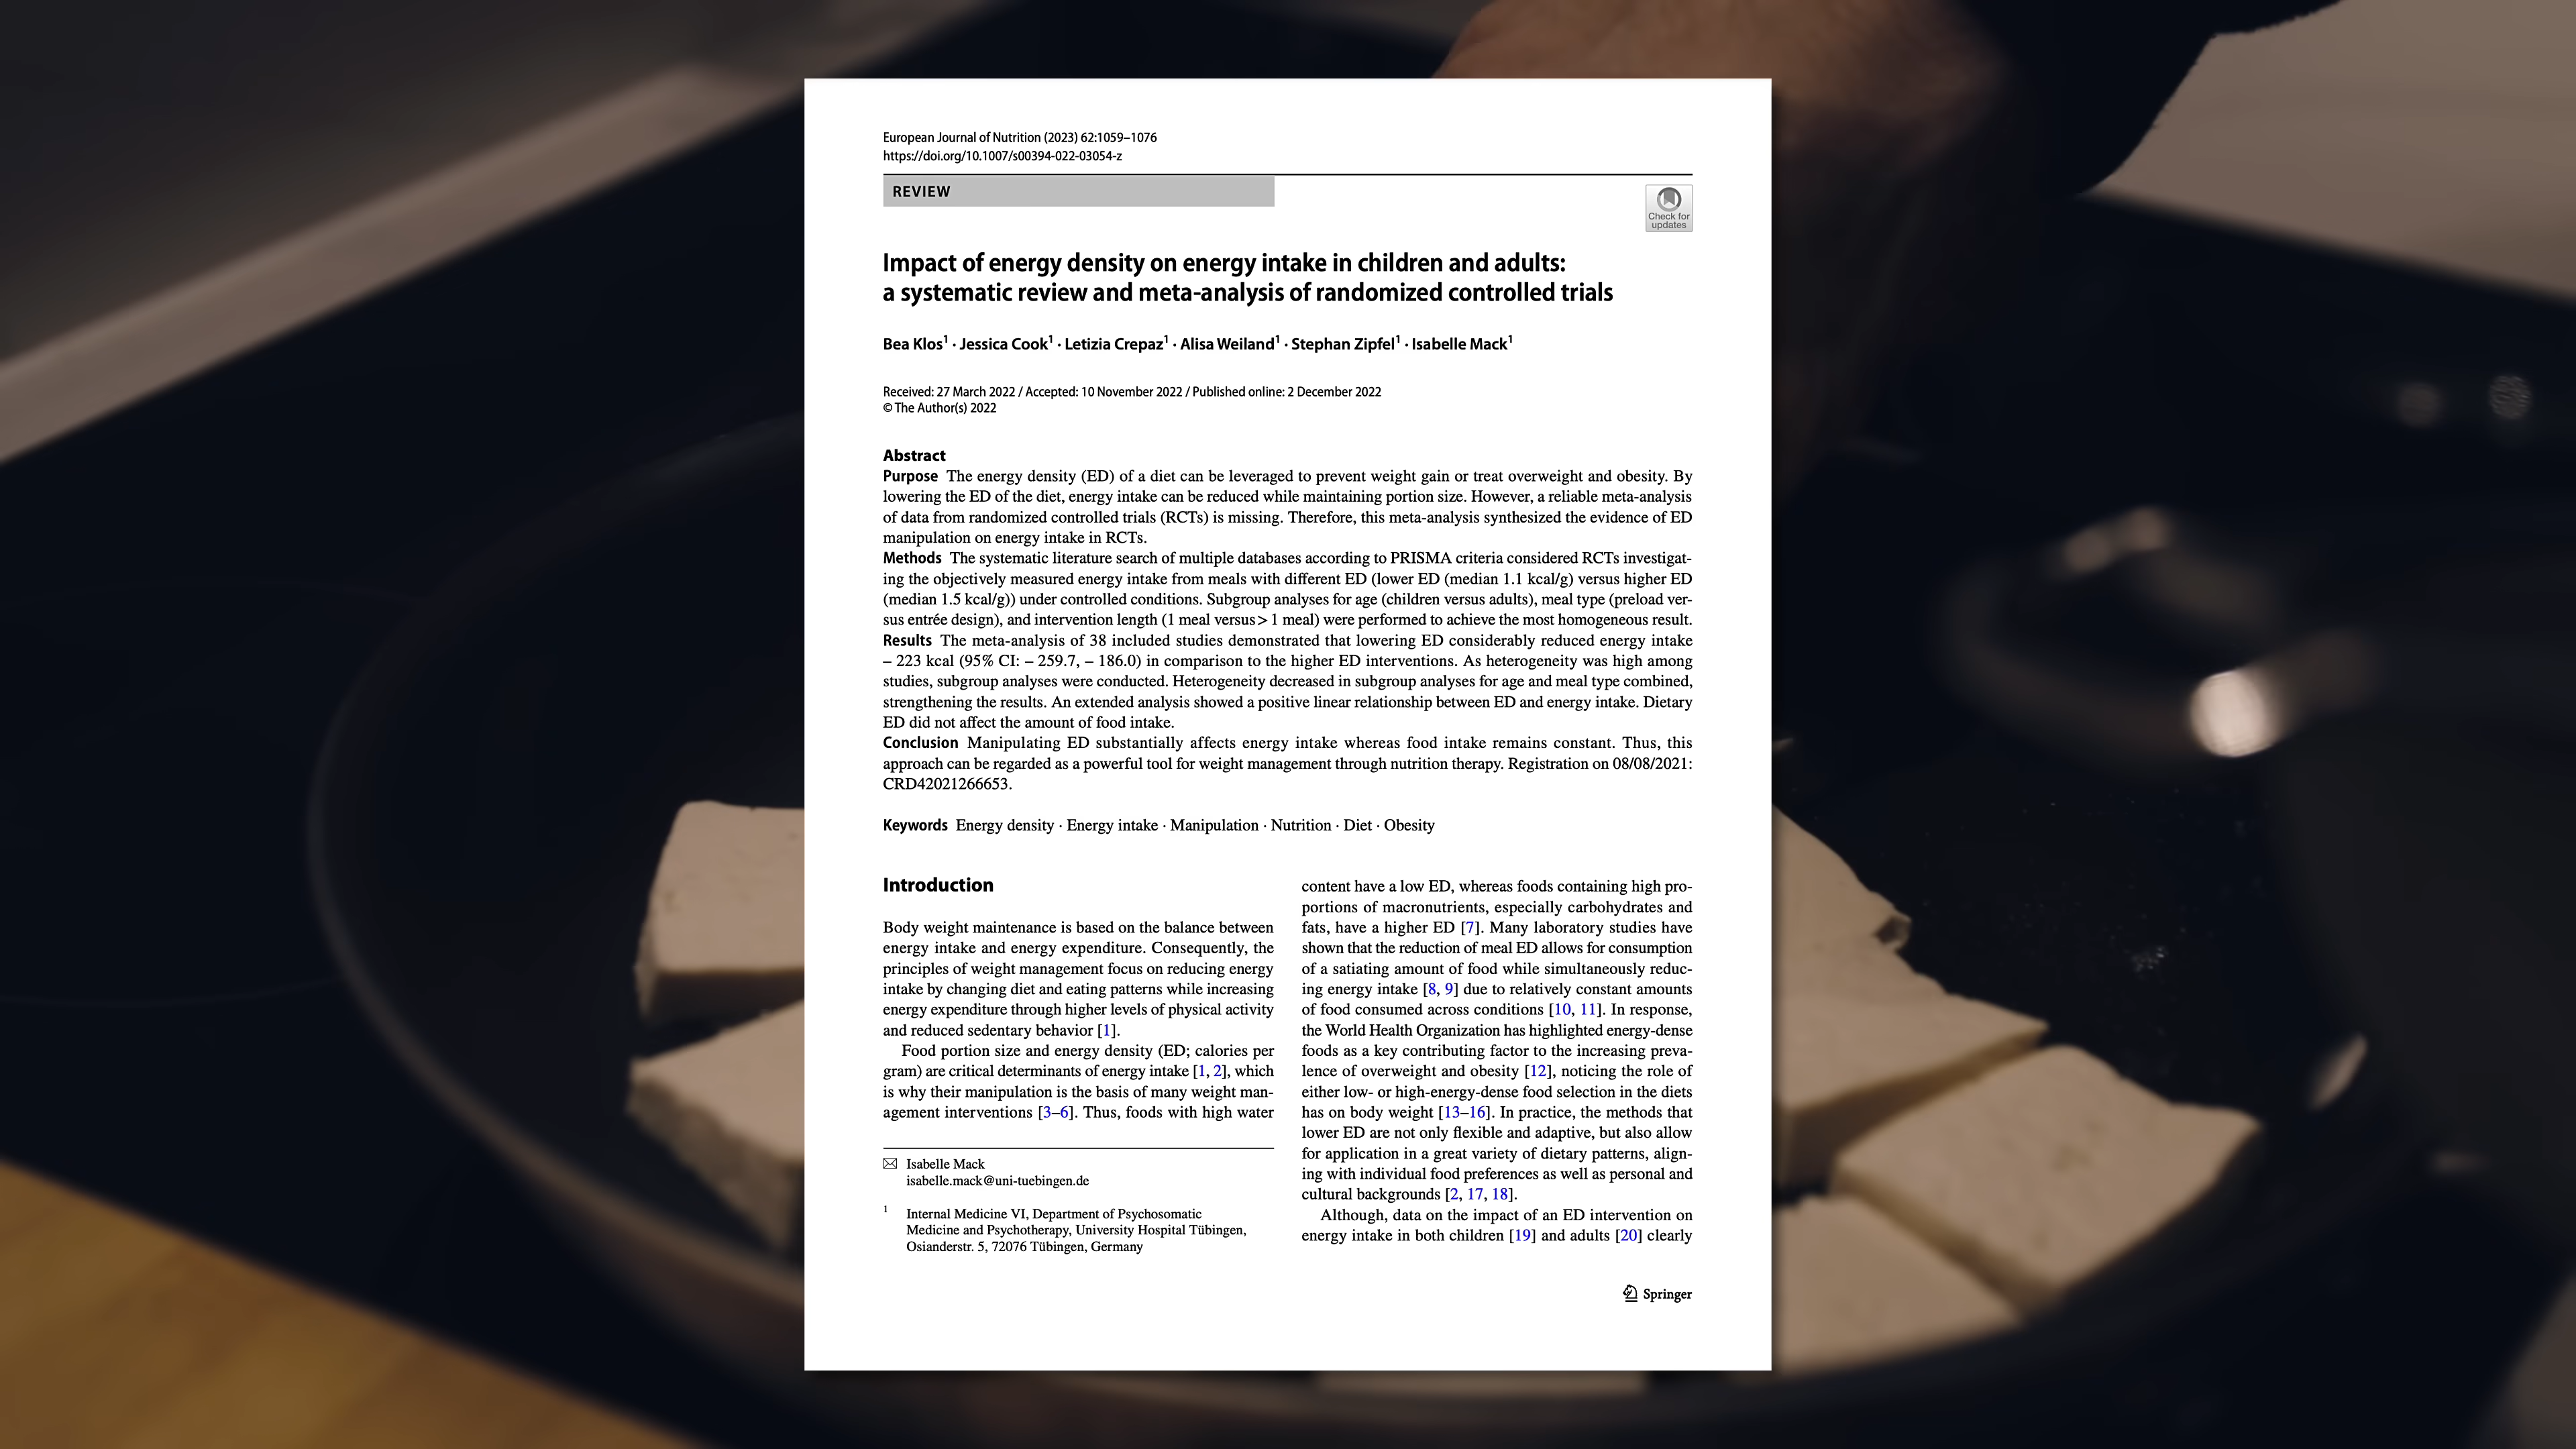 European Journal of Nutrition (2023) 62:1059–1076
https://doi.org/10.1007/s00394-022-03054-z
REVIEW
Check for
updates
Impact of energy density on energy intake in children and adults:
a systematic review and meta-analysis of randomized controlled trials
Bea Klos1 · Jessica Cook1 · Letizia Crepaz1 · Alisa Weiland1 · Stephan Zipfel1 · Isabelle Mack1
Received: 27 March 2022 / Accepted: 10 November 2022 / Published online: 2 December 2022
© The Author(s) 2022
Abstract
Purpose The energy density (ED) of a diet can be leveraged to prevent weight gain or treat overweight and obesity. By
lowering the ED of the diet, energy intake can be reduced while maintaining portion size. However, a reliable meta-analysis
of data from randomized controlled trials (RCTs) is missing. Therefore, this meta-analysis synthesized the evidence of ED
manipulation on energy intake in RCTs.
Methods The systematic literature search of multiple databases according to PRISMA criteria considered RCTs investigat-
ing the objectively measured energy intake from meals with different ED (lower ED (median 1.1 kcal/g) versus higher ED
(median 1.5 kcal/g)) under controlled conditions. Subgroup analyses for age (children versus adults), meal type (preload ver-
sus entrée design), and intervention length (1 meal versus > 1 meal) were performed to achieve the most homogeneous result.
Results The meta-analysis of 38 included studies demonstrated that lowering ED considerably reduced energy intake
– 223 kcal (95% CI: – 259.7, – 186.0) in comparison to the higher ED interventions. As heterogeneity was high among
studies, subgroup analyses were conducted. Heterogeneity decreased in subgroup analyses for age and meal type combined,
strengthening the results. An extended analysis showed a positive linear relationship between ED and energy intake. Dietary
ED did not affect the amount of food intake.
Conclusion Manipulating ED substantially affects energy intake whereas food intake remains constant. Thus, this
approach can be regarded as a powerful tool for weight management through nutrition therapy. Registration on 08/08/2021:
CRD42021266653.
Keywords Energy density · Energy intake · Manipulation · Nutrition · Diet · Obesity
Introduction
Body weight maintenance is based on the balance between
energy intake and energy expenditure. Consequently, the
principles of weight management focus on reducing energy
intake by changing diet and eating patterns while increasing
energy expenditure through higher levels of physical activity
and reduced sedentary behavior [1].
Food portion size and energy density (ED; calories per
gram) are critical determinants of energy intake [1, 2], which
is why their manipulation is the basis of many weight man-
agement interventions [3–6]. Thus, foods with high water
Isabelle Mack
isabelle.mack@uni-tuebingen.de
1 Internal Medicine VI, Department of Psychosomatic
Medicine and Psychotherapy, University Hospital Tübingen,
Osianderstr. 5, 72076 Tübingen, Germany
content have a low ED, whereas foods containing high pro-
portions of macronutrients, especially carbohydrates and
fats, have a higher ED [7]. Many laboratory studies have
shown that the reduction of meal ED allows for consumption
of a satiating amount of food while simultaneously reduc-
ing energy intake [8, 9] due to relatively constant amounts
of food consumed across conditions [10, 11]. In response,
the World Health Organization has highlighted energy-dense
foods as a key contributing factor to the increasing preva-
lence of overweight and obesity [12], noticing the role of
either low- or high-energy-dense food selection in the diets
has on body weight [13–16]. In practice, the methods that
lower ED are not only flexible and adaptive, but also allow
for application in a great variety of dietary patterns, align-
ing with individual food preferences as well as personal and
cultural backgrounds [2, 17, 18].
Although, data on the impact of an ED intervention on
energy intake in both children [19] and adults [20] clearly
Springer